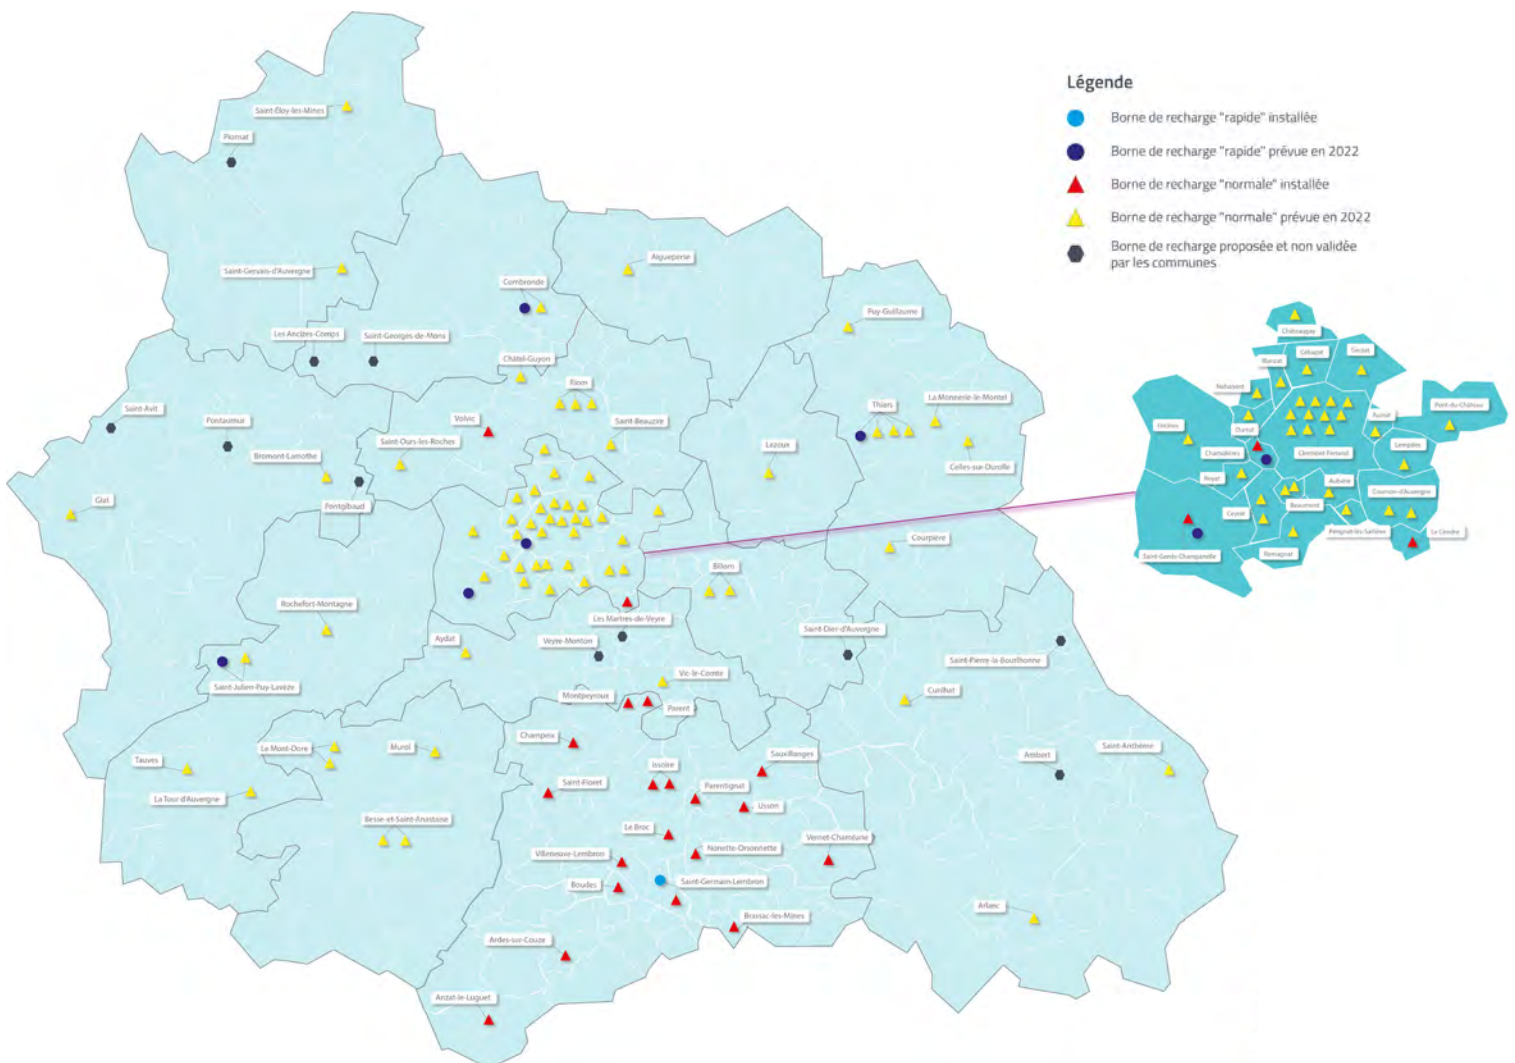 Légende
Borne de recharge "rapide" installée
Borne de recharge "rapide" prévue en 2022
Borne de recharge "normale" installée
Borne de recharge "normale" prévue en 2022
Borne de recharge proposée et non validée
par les communes
Saint-Éloy-les-Mines
Pionsat
Saint-Gervais-d'Auvergne
Aigueperse
Combronde
Puy-Guillaume
Les Ancizes-Comps
Saint-Georges-de-Mons
Châtel-Guyon
Riom
Saint-Avit
Pontaumur
Volvic
Saint-Beauzire
Thiers
La Monnerie-le-Montel
Saint-Ours-les-Roches
Bromont-Lamothe
Lezoux
Celles-sur-Durolle
Giat
Pontgibaud
Courpière
Billom
Rochefort-Montagne
Les Martres-de-Veyre
Aydat
Veyre-Monton
Saint-Dier-d'Auvergne
Saint-Pierre-la-Bourlhonne
Saint-Julien-Puy-Lavèze
Vic-le-Comte
Montpeyroux
Parent
Cunlhat
Champeix
Le Mont-Dore
Murol
Sauxillanges
Ambert
Saint-Anthème
Tauves
Issoire
La Tour-d'Auvergne
Saint-Floret
Parentignat
Usson
Besse-et-Saint-Anastaise
Le Broc
Vernet-Chaméane
Nonette-Orsonnette
Villeneuve-Lembron
Boudes
Saint-Germain-Lembron
Arlanc
Brassac-les-Mines
Ardes-sur-Couze
Anzat-le-Luguet
Châteaugay
Cébazat
Gerzat
Blanzat
Nohanent
Pont-du-Château
Aulnat
Orcines
Durtol
Lempdes
Chamalières
Clermont-Ferrand
Royat
Aubière
Cournon-d'Auvergne
Beaumont
Ceyrat
Pérignat-lès-Sarliève
Le Cendre
Romagnat
Saint-Genès-Champanelle